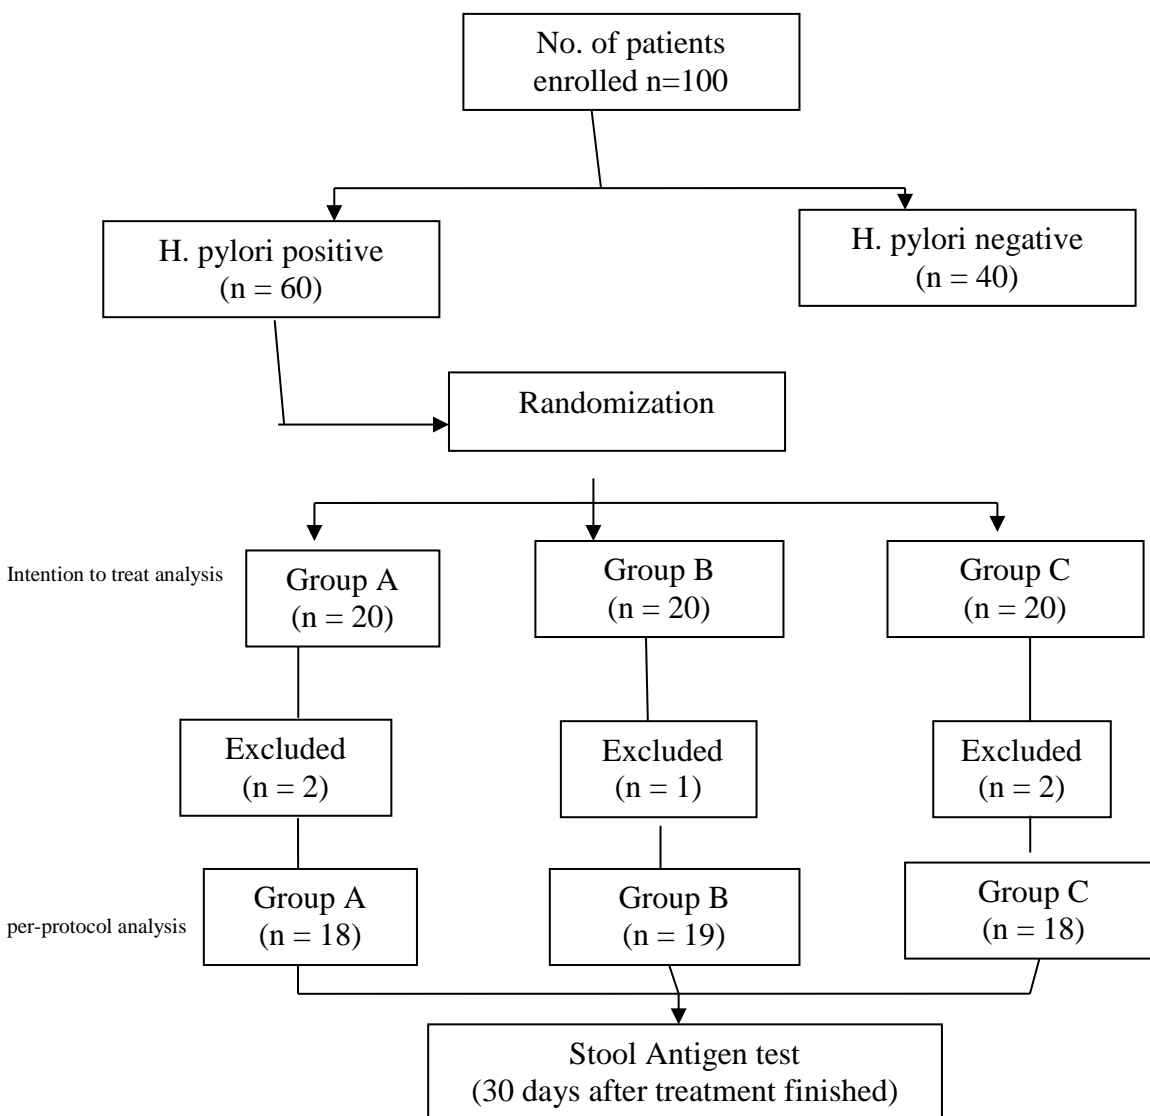 No. of patients
enrolled n=100
H. pylori positive
(n = 60)
H. pylori negative
(n = 40)
Randomization
Intention to treat analysis
Group A
(n = 20)
Group B
(n = 20)
Group C
(n = 20)
Excluded
(n = 2)
Excluded
(n = 1)
Excluded
(n = 2)
per-protocol analysis
Group A
(n = 18)
Group B
(n = 19)
Group C
(n = 18)
Stool Antigen test
(30 days after treatment finished)